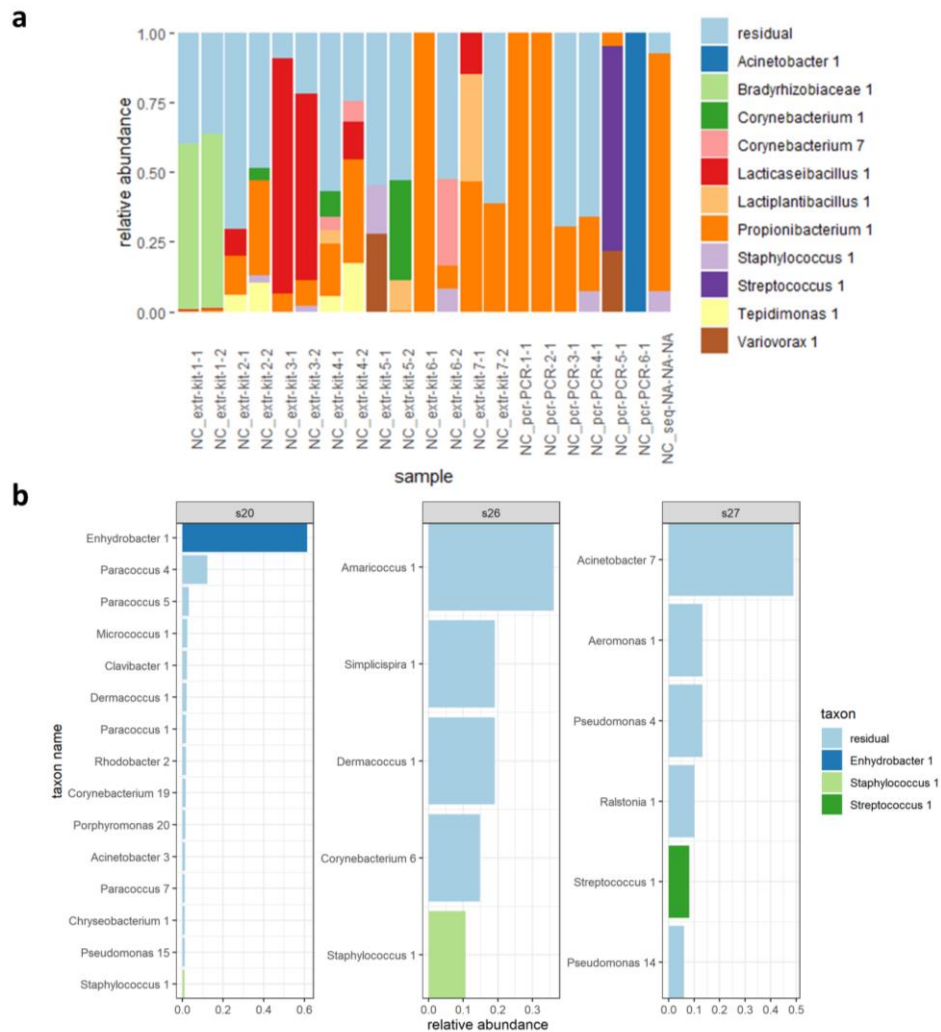 a
relative abundance
1.00
0.75
0.50
0.25
0.00
NC_extr-kit-1-1
NC_extr-kit-1-2
NC_extr-kit-2-1
NC_extr-kit-2-2
NC_extr-kit-3-1
NC_extr-kit-3-2
NC_extr-kit-4-1
NC_extr-kit-4-2
NC_extr-kit-5-1
NC_extr-kit-5-2
NC_extr-kit-6-1
NC_extr-kit-6-2
NC_extr-kit-7-1
NC_extr-kit-7-2
NC_pcr-PCR-1-1
NC_pcr-PCR-2-1
NC_pcr-PCR-3-1
NC_pcr-PCR-4-1
NC_pcr-PCR-5-1
NC_pcr-PCR-6-1
NC_seq-NA-NA-NA
sample
residual
Acinetobacter 1
Bradyrhizobiaceae 1
Corynebacterium 1
Corynebacterium 7
Lacticaseibacillus 1
Lactiplantibacillus 1
Propionibacterium 1
Staphylococcus 1
Streptococcus 1
Tepidimonas 1
Variovorax 1
b
taxon name
s20
Enhydrobacter 1
Paracoccus 4
Paracoccus 5
Micrococcus 1
Clavibacter 1
Dermacoccus 1
Paracoccus 1
Rhodobacter 2
Corynebacterium 19
Porphyromonas 20
Acinetobacter 3
Paracoccus 7
Chryseobacterium 1
Pseudomonas 15
Staphylococcus 1
0.0 0.2 0.4 0.6
s26
Amaricoccus 1
Simplicispira 1
Dermacoccus 1
Corynebacterium 6
Staphylococcus 1
0.0 0.1 0.2 0.3
s27
Acinetobacter 7
Aeromonas 1
Pseudomonas 4
Ralstonia 1
Streptococcus 1
Pseudomonas 14
0.0 0.1 0.2 0.3 0.4 0.5
relative abundance
taxon
residual
Enhydrobacter 1
Staphylococcus 1
Streptococcus 1